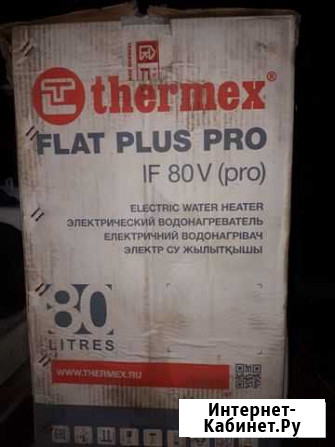 thermex®
FLAT PLUS PRO
IF 80 V (pro)
ELECTRIC WATER HEATER
ЭЛЕКТРИЧЕСКИЙ ВОДОНАГРЕВАТЕЛЬ
ЕЛЕКТРИЧНИЙ ВОДОНАГРІВАЧ
ЭЛЕКТР СУ ЖЫЛЫТҚЫШЫ
80
LITRES
WWW.THERMEX.RU
Интернет-
Кабинет.Ру